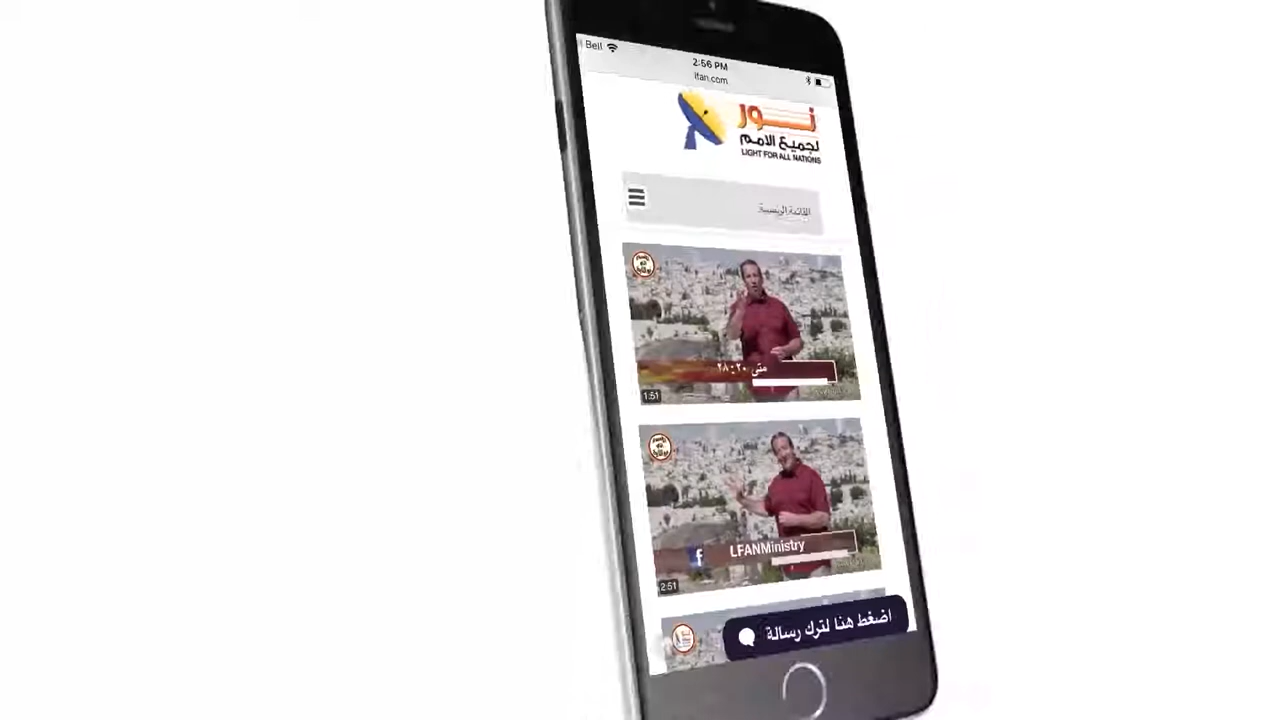 Bell
2:56 PM
lfan.com
نور
لجميع الامم
LIGHT FOR ALL NATIONS
القائمة الرئيسية
متى ٢٠:٢٨
1:51
LFANMinistry
2:51
اضغط هنا لترك رسالة